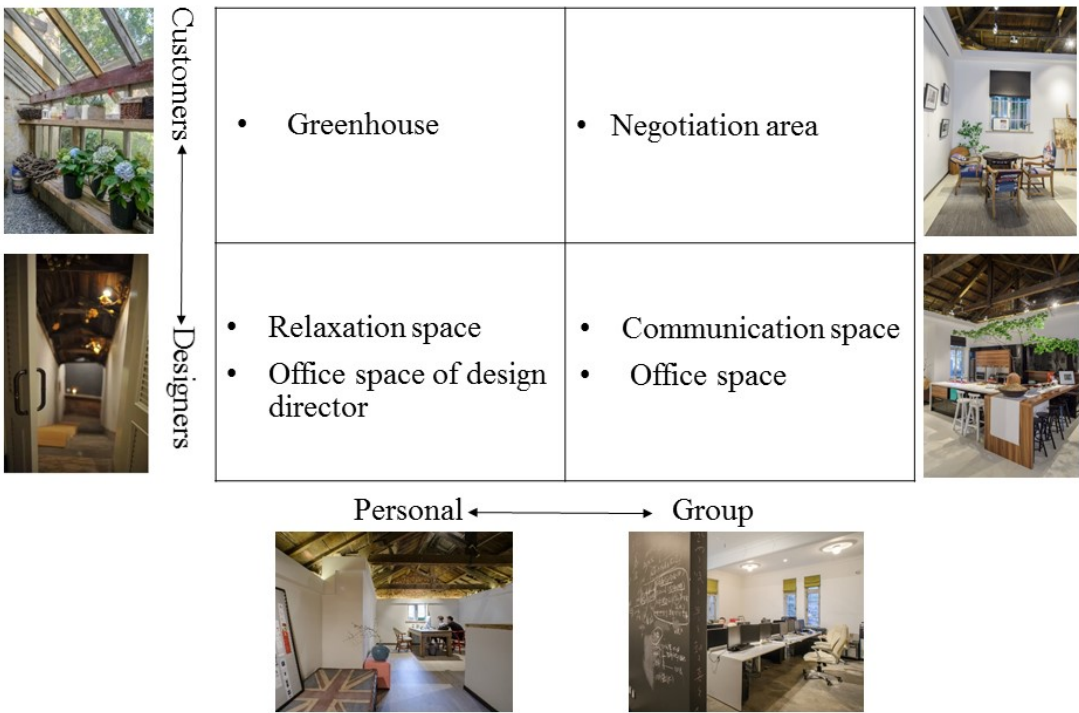 Customers
• Greenhouse
• Negotiation area
Designers
• Relaxation space
• Office space of design
director
• Communication space
• Office space
Personal
Group